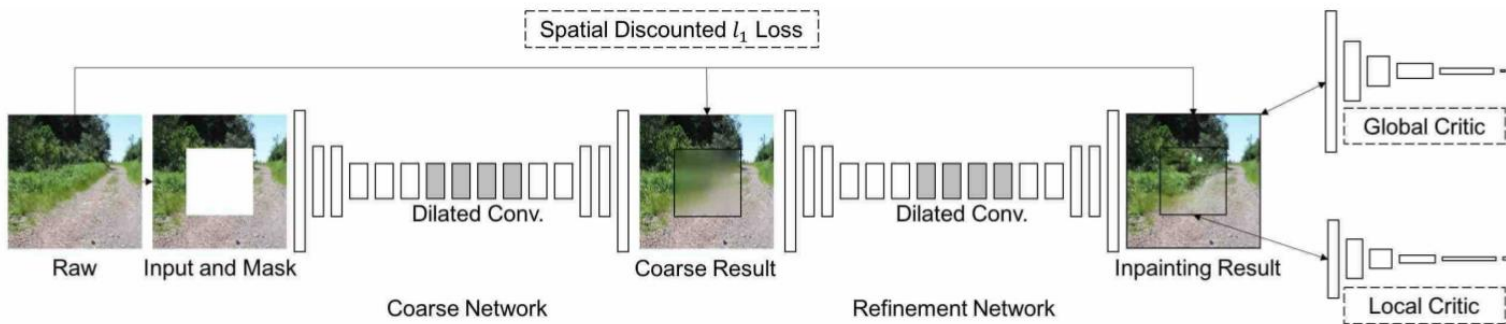 Spatial Discounted l₁ Loss
Global Critic
Dilated Conv.
Dilated Conv.
Raw
Input and Mask
Coarse Result
Inpainting Result
Coarse Network
Refinement Network
Local Critic